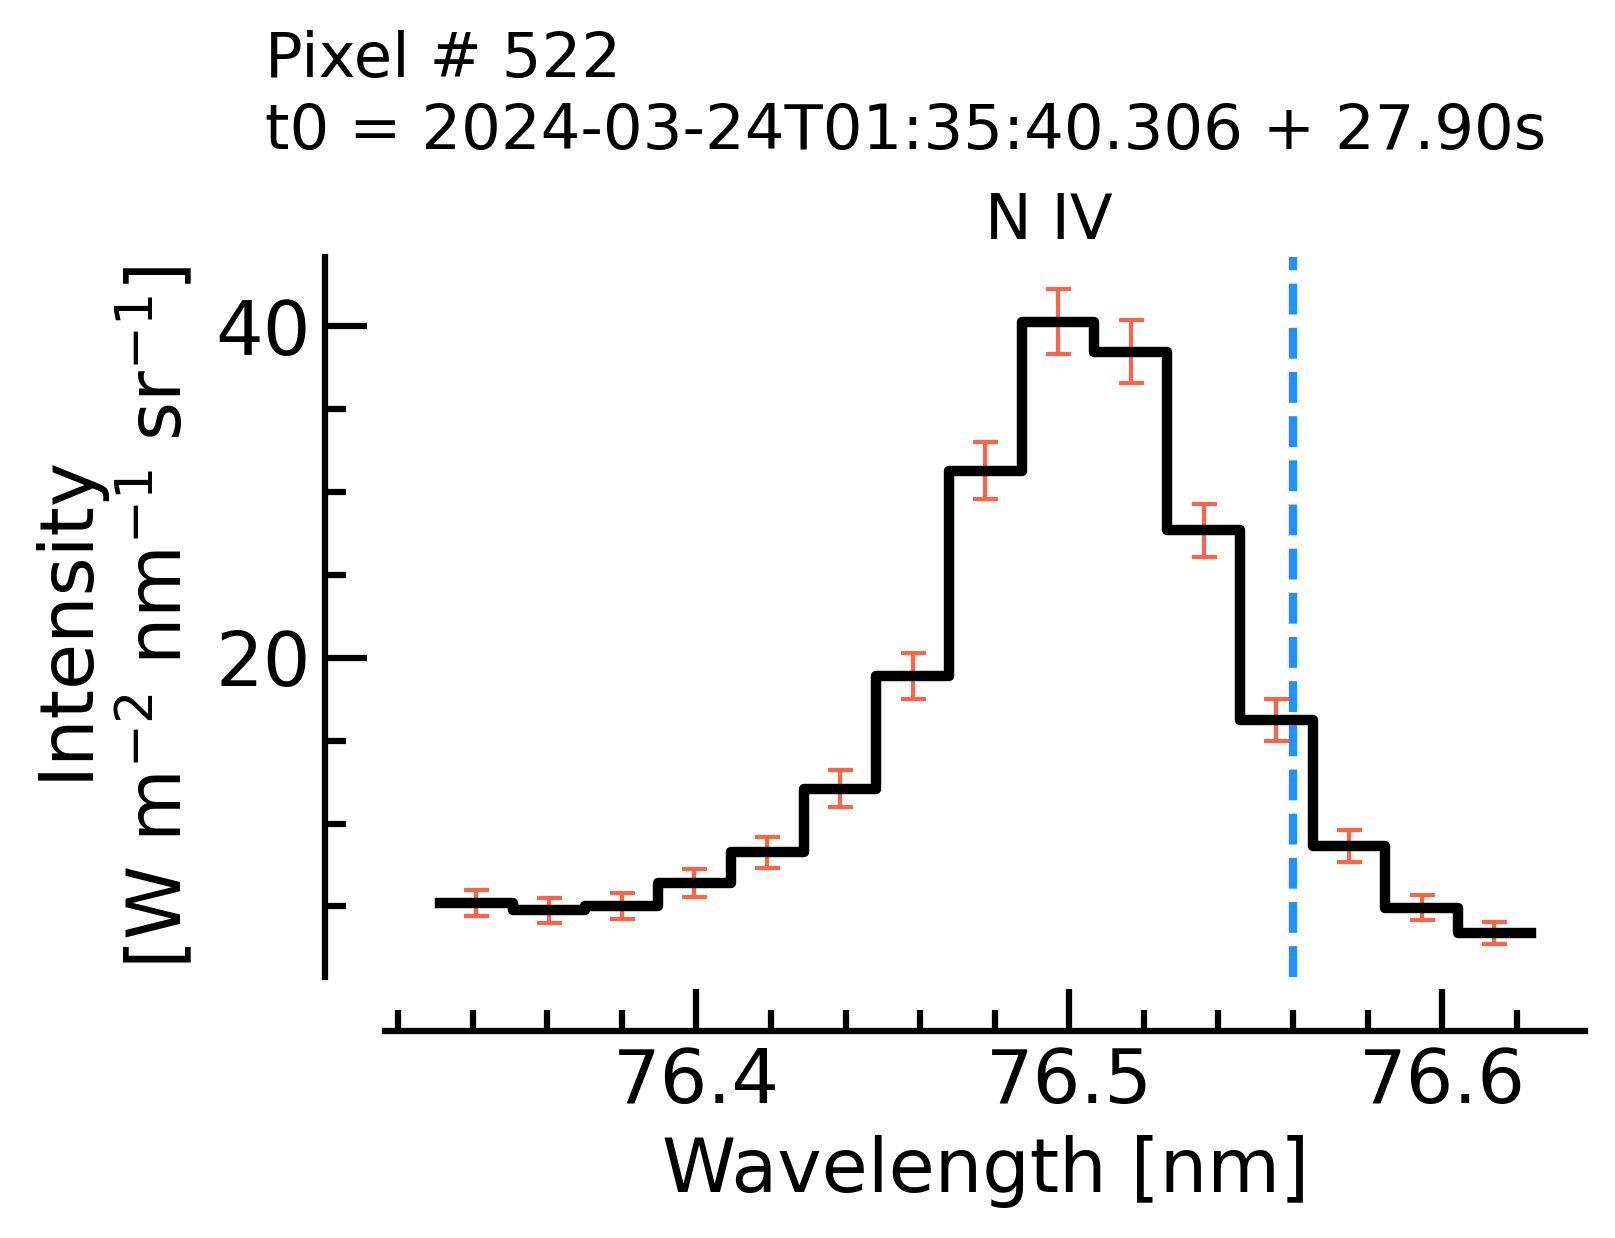 Pixel # 522
t0 = 2024-03-24T01:35:40.306 + 27.90s
N IV
Intensity
[W m⁻² nm⁻¹ sr⁻¹]
40
20
76.4 76.5 76.6
Wavelength [nm]